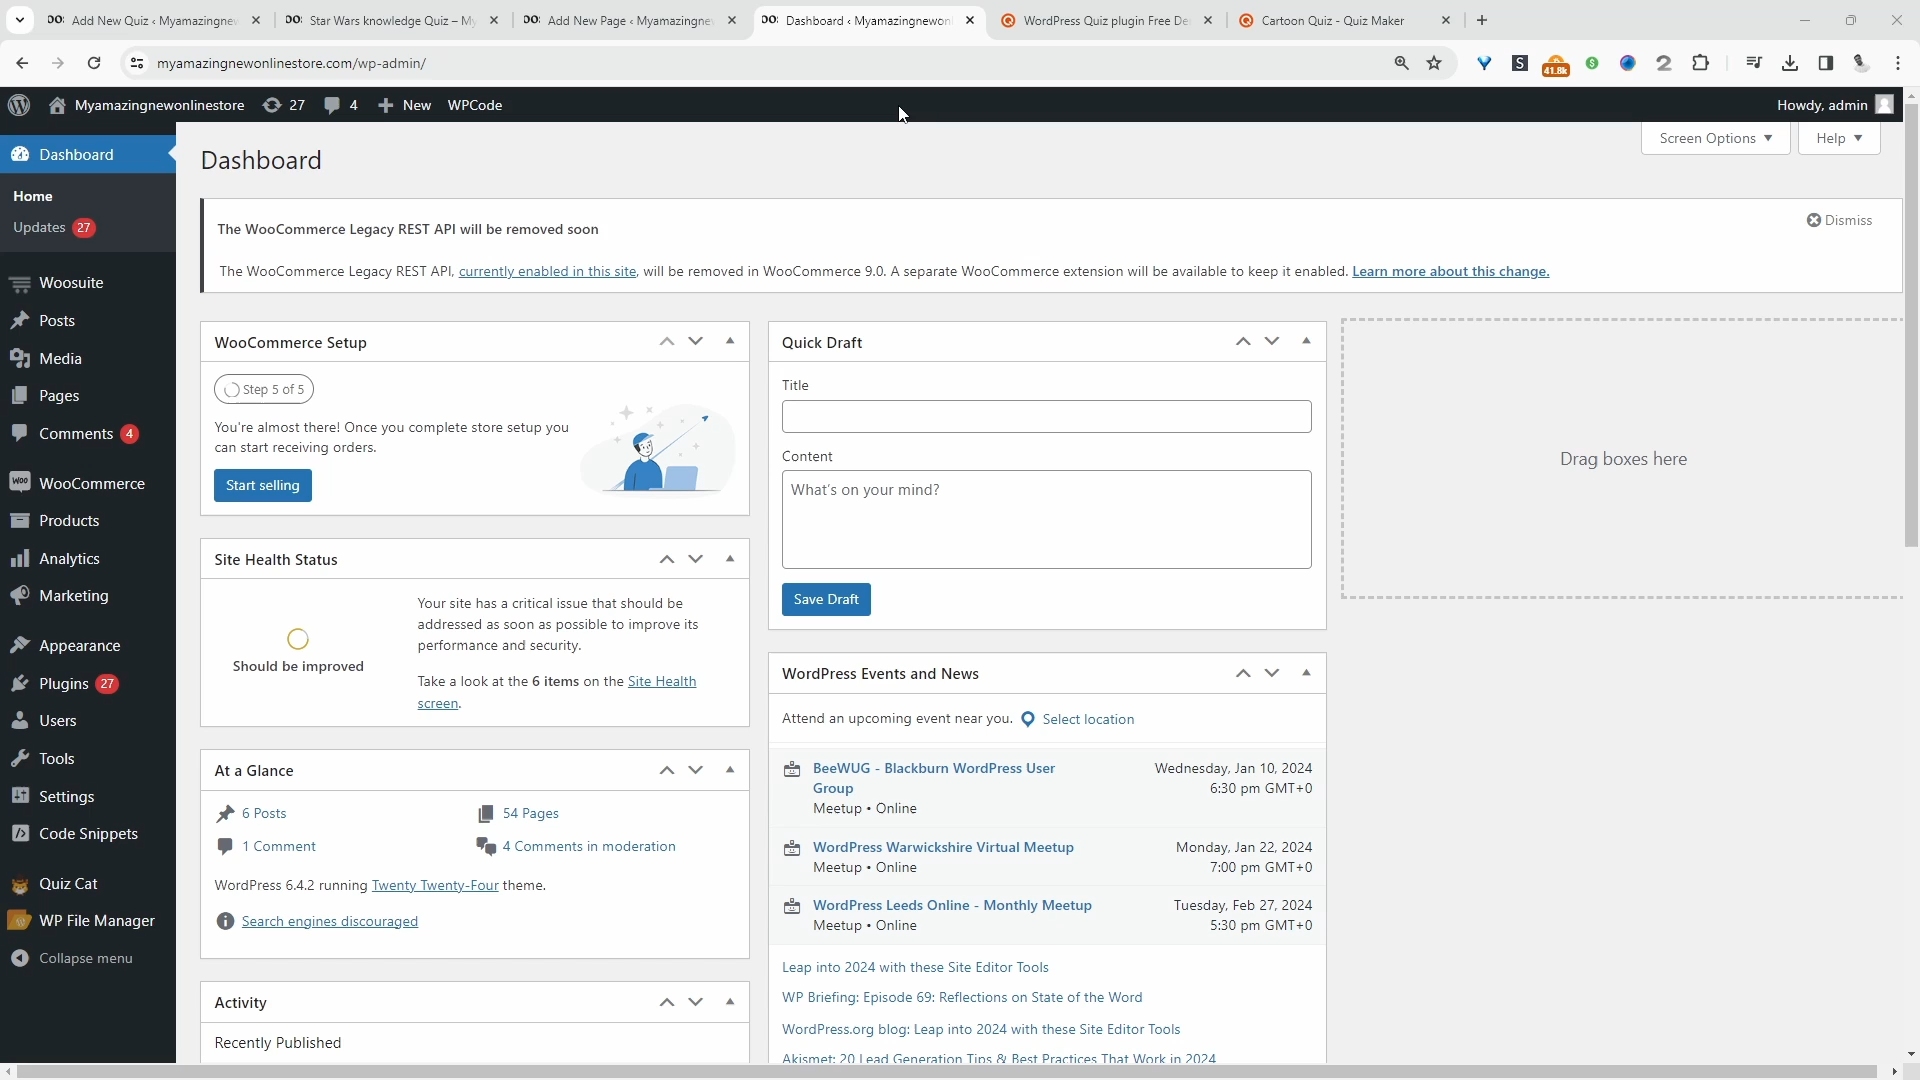 Add New Quiz ‹ Myamazingne
Star Wars knowledge Quiz – My
Add New Page ‹ Myamazingne
Dashboard ‹ Myamazingnewon
WordPress Quiz plugin Free De
Cartoon Quiz - Quiz Maker
myamazingnewonlinestore.com/wp-admin/
41.8k
Myamazingnewonlinestore
27
4
New
WPCode
Howdy, admin
Dashboard
Home
Updates 27
Woosuite
Posts
Media
Pages
Comments 4
WooCommerce
Products
Analytics
Marketing
Appearance
Plugins 27
Users
Tools
Settings
Code Snippets
Quiz Cat
WP File Manager
Collapse menu
Dashboard
Screen Options
Help
The WooCommerce Legacy REST API will be removed soon
Dismiss
The WooCommerce Legacy REST API, currently enabled in this site, will be removed in WooCommerce 9.0. A separate WooCommerce extension will be available to keep it enabled. Learn more about this change.
WooCommerce Setup
Step 5 of 5
You're almost there! Once you complete store setup you
can start receiving orders.
Start selling
Site Health Status
Should be improved
Your site has a critical issue that should be
addressed as soon as possible to improve its
performance and security.
Take a look at the 6 items on the Site Health
screen.
At a Glance
6 Posts
54 Pages
1 Comment
4 Comments in moderation
WordPress 6.4.2 running Twenty Twenty-Four theme.
Search engines discouraged
Activity
Recently Published
Quick Draft
Title
Content
What's on your mind?
Save Draft
WordPress Events and News
Attend an upcoming event near you. Select location
BeeWUG - Blackburn WordPress User
Group
Meetup • Online
Wednesday, Jan 10, 2024
6:30 pm GMT+0
WordPress Warwickshire Virtual Meetup
Meetup • Online
Monday, Jan 22, 2024
7:00 pm GMT+0
WordPress Leeds Online - Monthly Meetup
Meetup • Online
Tuesday, Feb 27, 2024
5:30 pm GMT+0
Leap into 2024 with these Site Editor Tools
WP Briefing: Episode 69: Reflections on State of the Word
WordPress.org blog: Leap into 2024 with these Site Editor Tools
Akismet: 20 Lead Generation Tips & Best Practices That Work in 2024
Drag boxes here